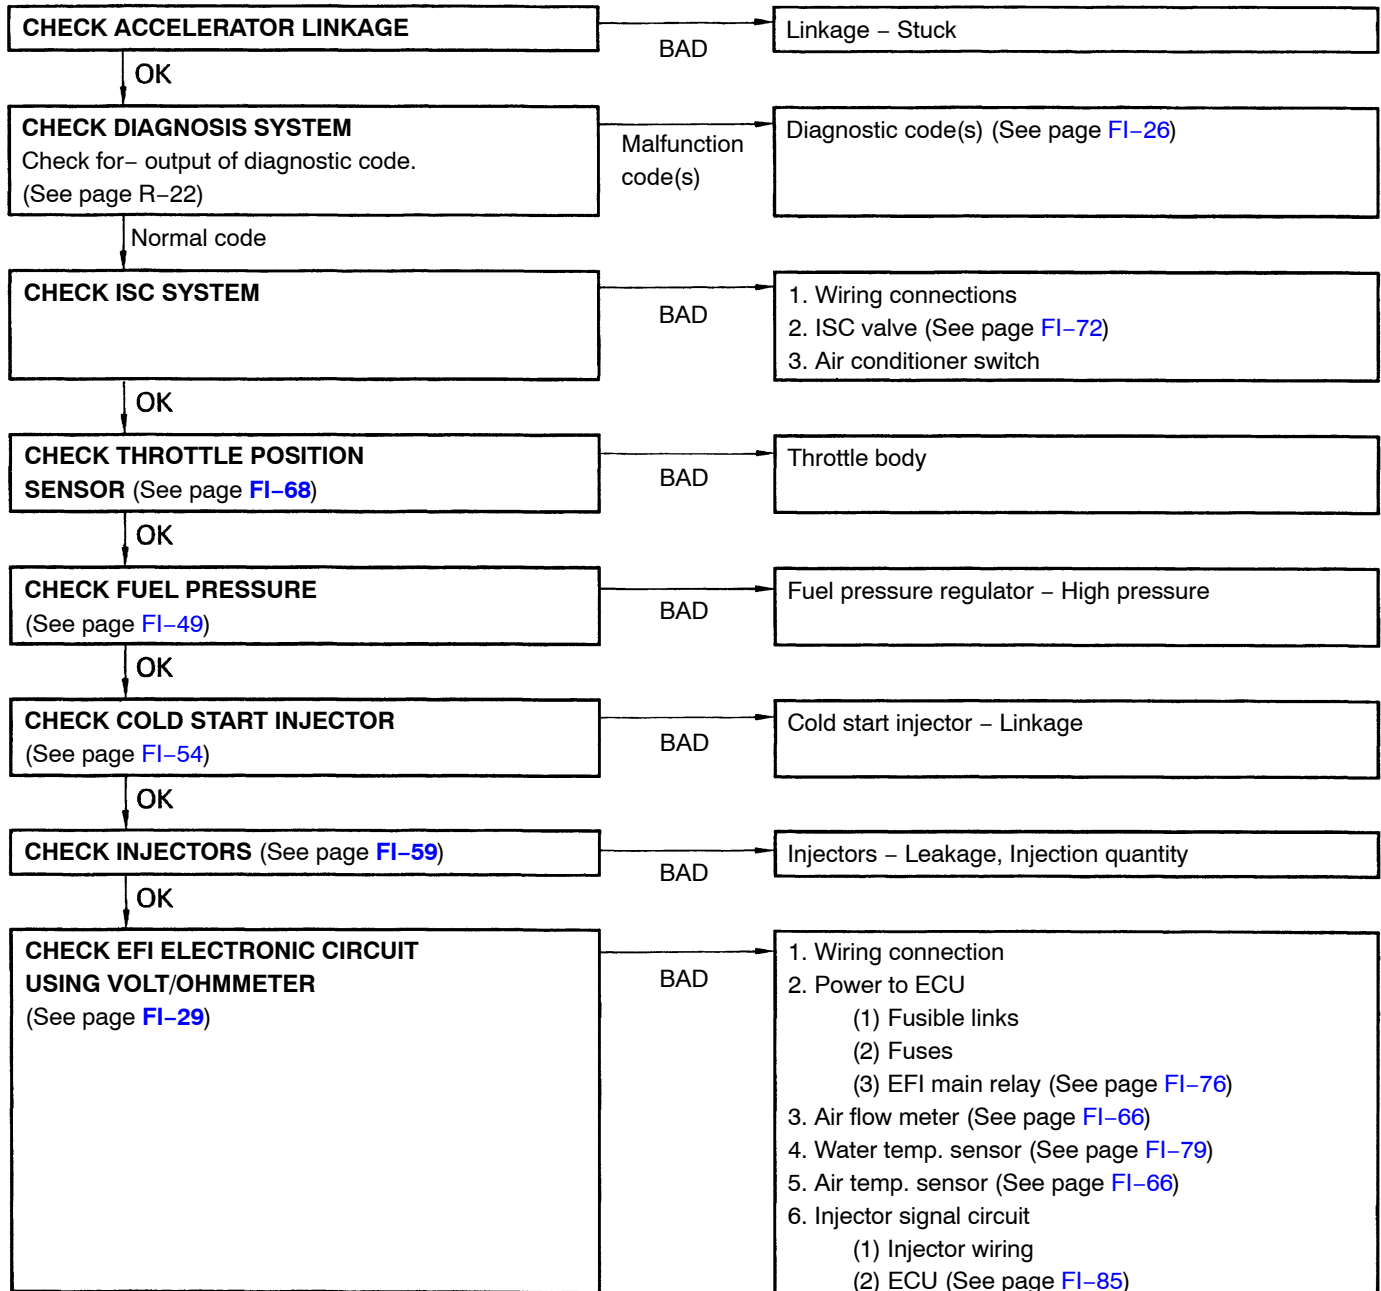 CHECK ACCELERATOR LINKAGE
BAD
Linkage – Stuck
OK
CHECK DIAGNOSIS SYSTEM
Check for– output of diagnostic code.
(See page R–22)
Malfunction
code(s)
Diagnostic code(s) (See page FI–26)
Normal code
CHECK ISC SYSTEM
BAD
1. Wiring connections
2. ISC valve (See page FI–72)
3. Air conditioner switch
OK
CHECK THROTTLE POSITION
SENSOR (See page FI–68)
BAD
Throttle body
OK
CHECK FUEL PRESSURE
(See page FI–49)
BAD
Fuel pressure regulator – High pressure
OK
CHECK COLD START INJECTOR
(See page FI–54)
BAD
Cold start injector – Linkage
OK
CHECK INJECTORS (See page FI–59)
BAD
Injectors – Leakage, Injection quantity
OK
CHECK EFI ELECTRONIC CIRCUIT
USING VOLT/OHMMETER
(See page FI–29)
BAD
1. Wiring connection
2. Power to ECU
(1) Fusible links
(2) Fuses
(3) EFI main relay (See page FI–76)
3. Air flow meter (See page FI–66)
4. Water temp. sensor (See page FI–79)
5. Air temp. sensor (See page FI–66)
6. Injector signal circuit
(1) Injector wiring
(2) ECU (See page FI–85)